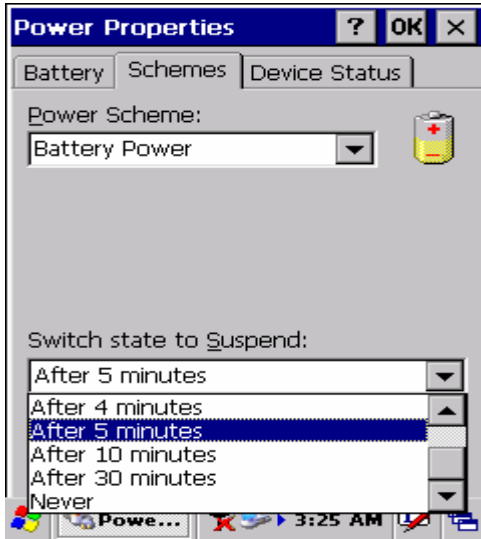 Power Properties ? OK ×
Battery Schemes Device Status
Power Scheme:
Battery Power
Switch state to Suspend:
After 5 minutes
After 4 minutes
After 5 minutes
After 10 minutes
After 30 minutes
Never
Powe... 3:25 AM